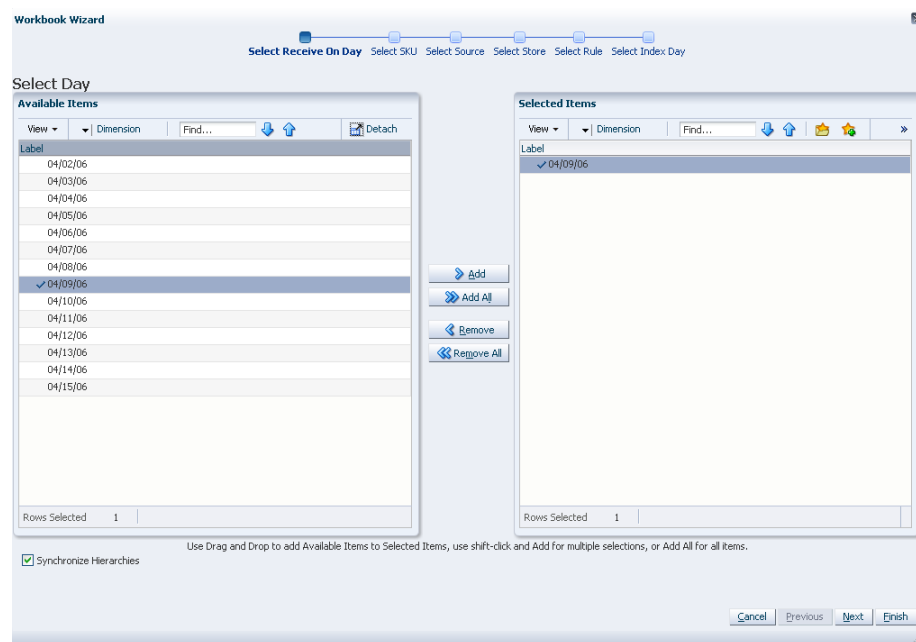 Workbook Wizard
Select Receive On Day Select SKU Select Source Select Store Select Rule Select Index Day
Select Day
Available Items
View Dimension Find... Detach
Label
04/02/06
04/03/06
04/04/06
04/05/06
04/06/06
04/07/06
04/08/06
04/09/06
04/10/06
04/11/06
04/12/06
04/13/06
04/14/06
04/15/06
Rows Selected 1
Add
Add All
Remove
Remove All
Selected Items
View Dimension Find... »
Label
04/09/06
Rows Selected 1
Use Drag and Drop to add Available Items to Selected Items, use shift-click and Add for multiple selections, or Add All for all items.
Synchronize Hierarchies
Cancel Previous Next Finish